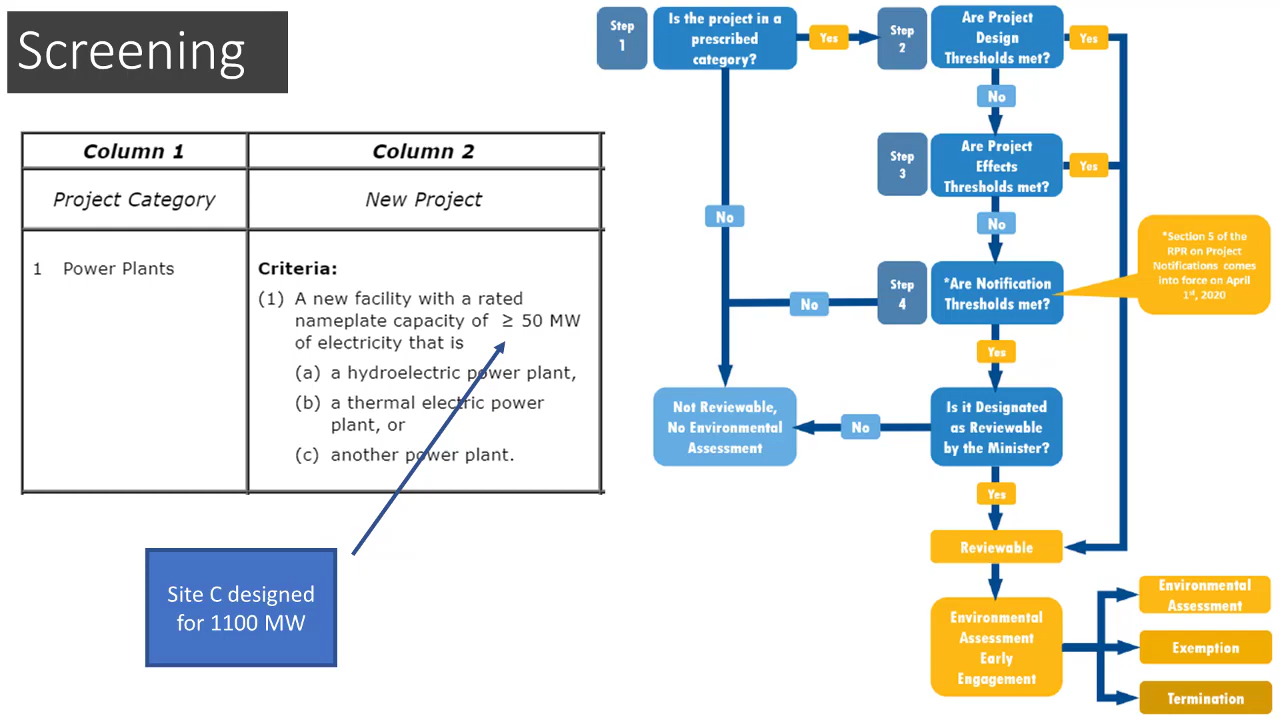 Screening
Column 1
Column 2
Project Category
New Project
1 Power Plants
Criteria:
(1) A new facility with a rated
nameplate capacity of ≥ 50 MW
of electricity that is
(a) a hydroelectric power plant,
(b) a thermal electric power
plant, or
(c) another power plant.
Site C designed
for 1100 MW
Step
1
Is the project in a
prescribed
category?
Yes
Step
2
Are Project
Design
Thresholds met?
Yes
No
Step
3
Are Project
Effects
Thresholds met?
Yes
No
No
Step
4
*Are Notification
Thresholds met?
No
*Section 5 of the
RPR on Project
Notifications comes
into force on April
1st, 2020
Yes
Not Reviewable,
No Environmental
Assessment
No
Is it Designated
as Reviewable
by the Minister?
Yes
Reviewable
Environmental
Assessment
Early
Engagement
Environmental
Assessment
Exemption
Termination